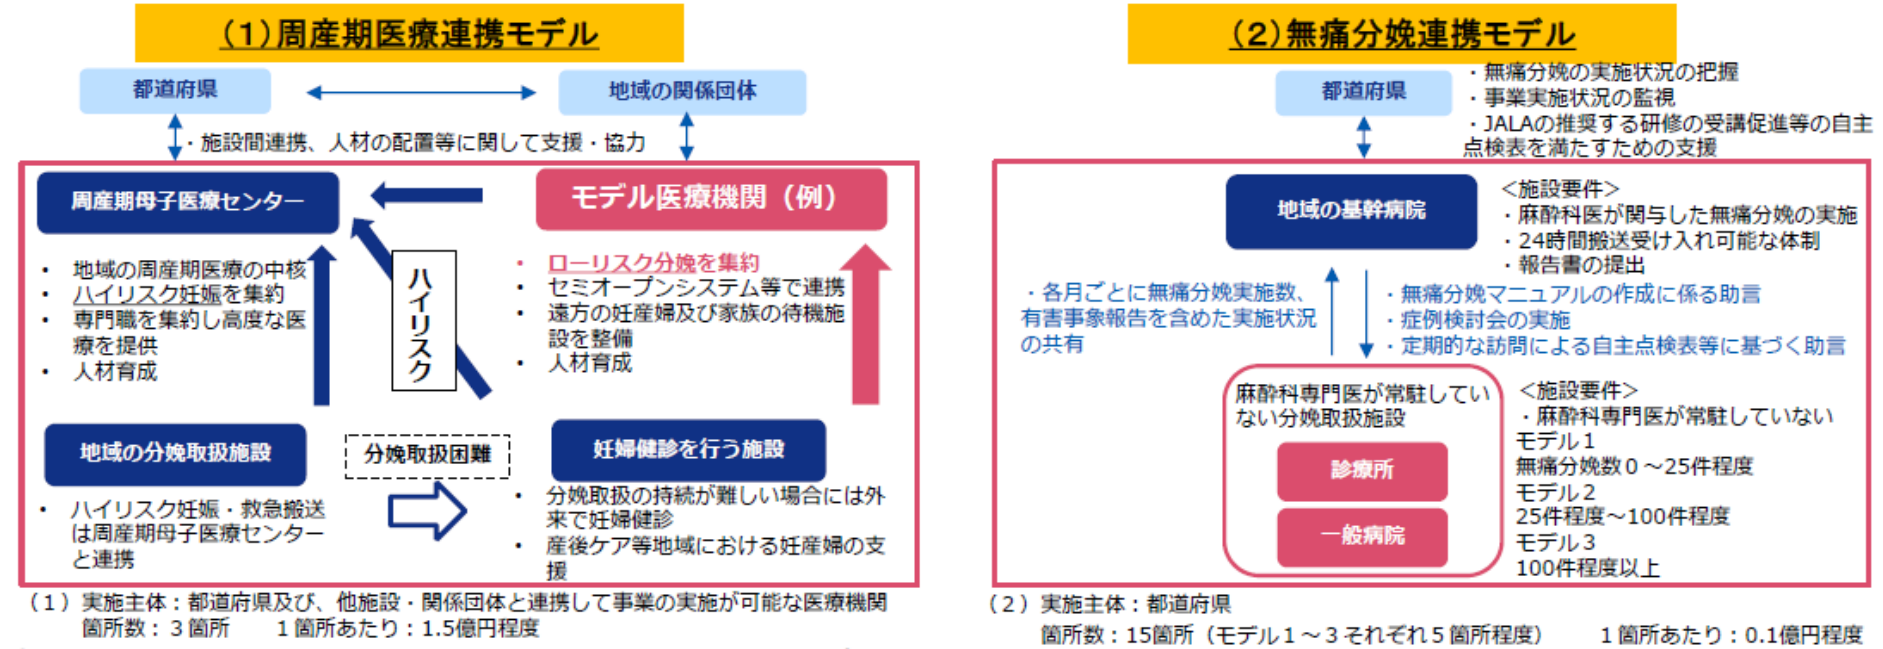 (1)周産期医療連携モデル
都道府県
地域の関係団体
・施設間連携、人材の配置等に関して支援・協力
周産期母子医療センター
モデル医療機関（例）
• 地域の周産期医療の中核
• ハイリスク妊娠を集約
• 専門職を集約し高度な医
療を提供
• 人材育成
ハイリスク
• ローリスク分娩を集約
• セミオープンシステム等で連携
• 遠方の妊産婦及び家族の待機施
設を整備
• 人材育成
地域の分娩取扱施設
分娩取扱困難
妊婦健診を行う施設
• ハイリスク妊娠・救急搬送
は周産期母子医療センター
と連携
• 分娩取扱の持続が難しい場合には外
来で妊婦健診
• 産後ケア等地域における妊産婦の支
援
（１）実施主体：都道府県及び、他施設・関係団体と連携して事業の実施が可能な医療機関
箇所数：３箇所　　１箇所あたり：1.5億円程度
(2)無痛分娩連携モデル
都道府県
・無痛分娩の実施状況の把握
・事業実施状況の監視
・JALAの推奨する研修の受講促進等の自主
点検表を満たすための支援
地域の基幹病院
＜施設要件＞
・麻酔科医が関与した無痛分娩の実施
・24時間搬送受け入れ可能な体制
・報告書の提出
・各月ごとに無痛分娩実施数、
有害事象報告を含めた実施状況
の共有
・無痛分娩マニュアルの作成に係る助言
・症例検討会の実施
・定期的な訪問による自主点検表等に基づく助言
麻酔科専門医が常駐してい
ない分娩取扱施設
診療所
一般病院
＜施設要件＞
・麻酔科専門医が常駐していない
モデル１
無痛分娩数０～25件程度
モデル２
25件程度～100件程度
モデル３
100件程度以上
（２）実施主体：都道府県
箇所数：15箇所（モデル１～３それぞれ５箇所程度）　　１箇所あたり：0.1億円程度